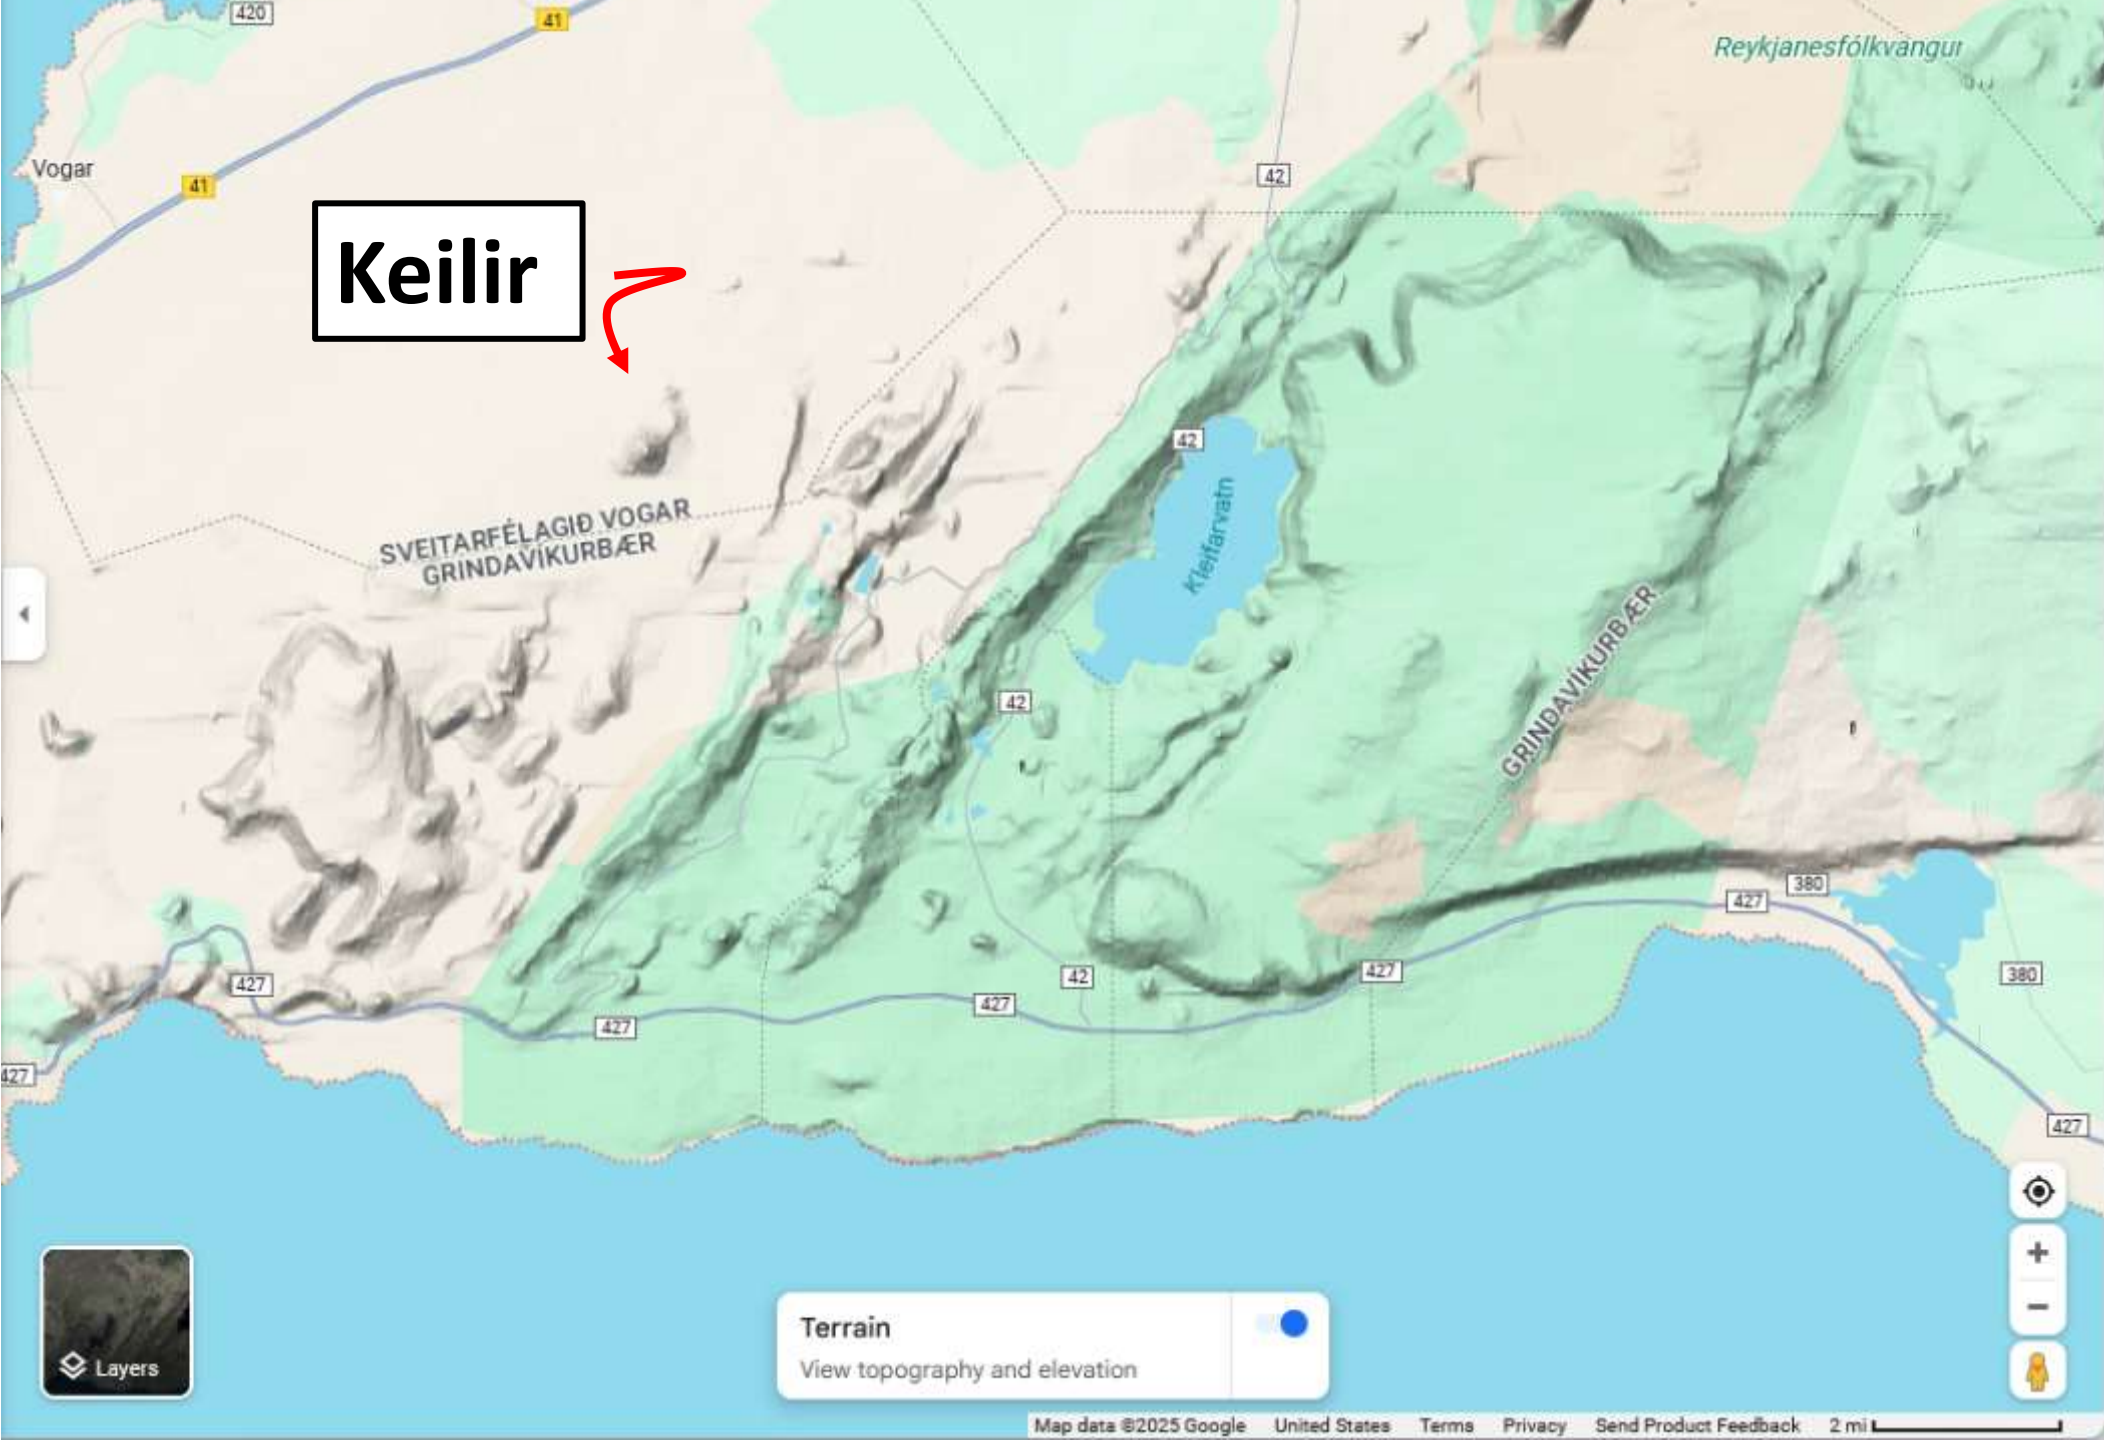 420
41
Reykjanesfólkvangur
Vogar
41
42
Keilir
42
SVEITARFÉLAGIÐ VOGAR
GRINDAVÍKURBÆR
Kleifarvatn
GRINDAVÍKURBÆR
42
380
427
42
427
380
427
427
427
427
427
Terrain
View topography and elevation
Layers
Map data ©2025 Google United States Terms Privacy Send Product Feedback 2 mi